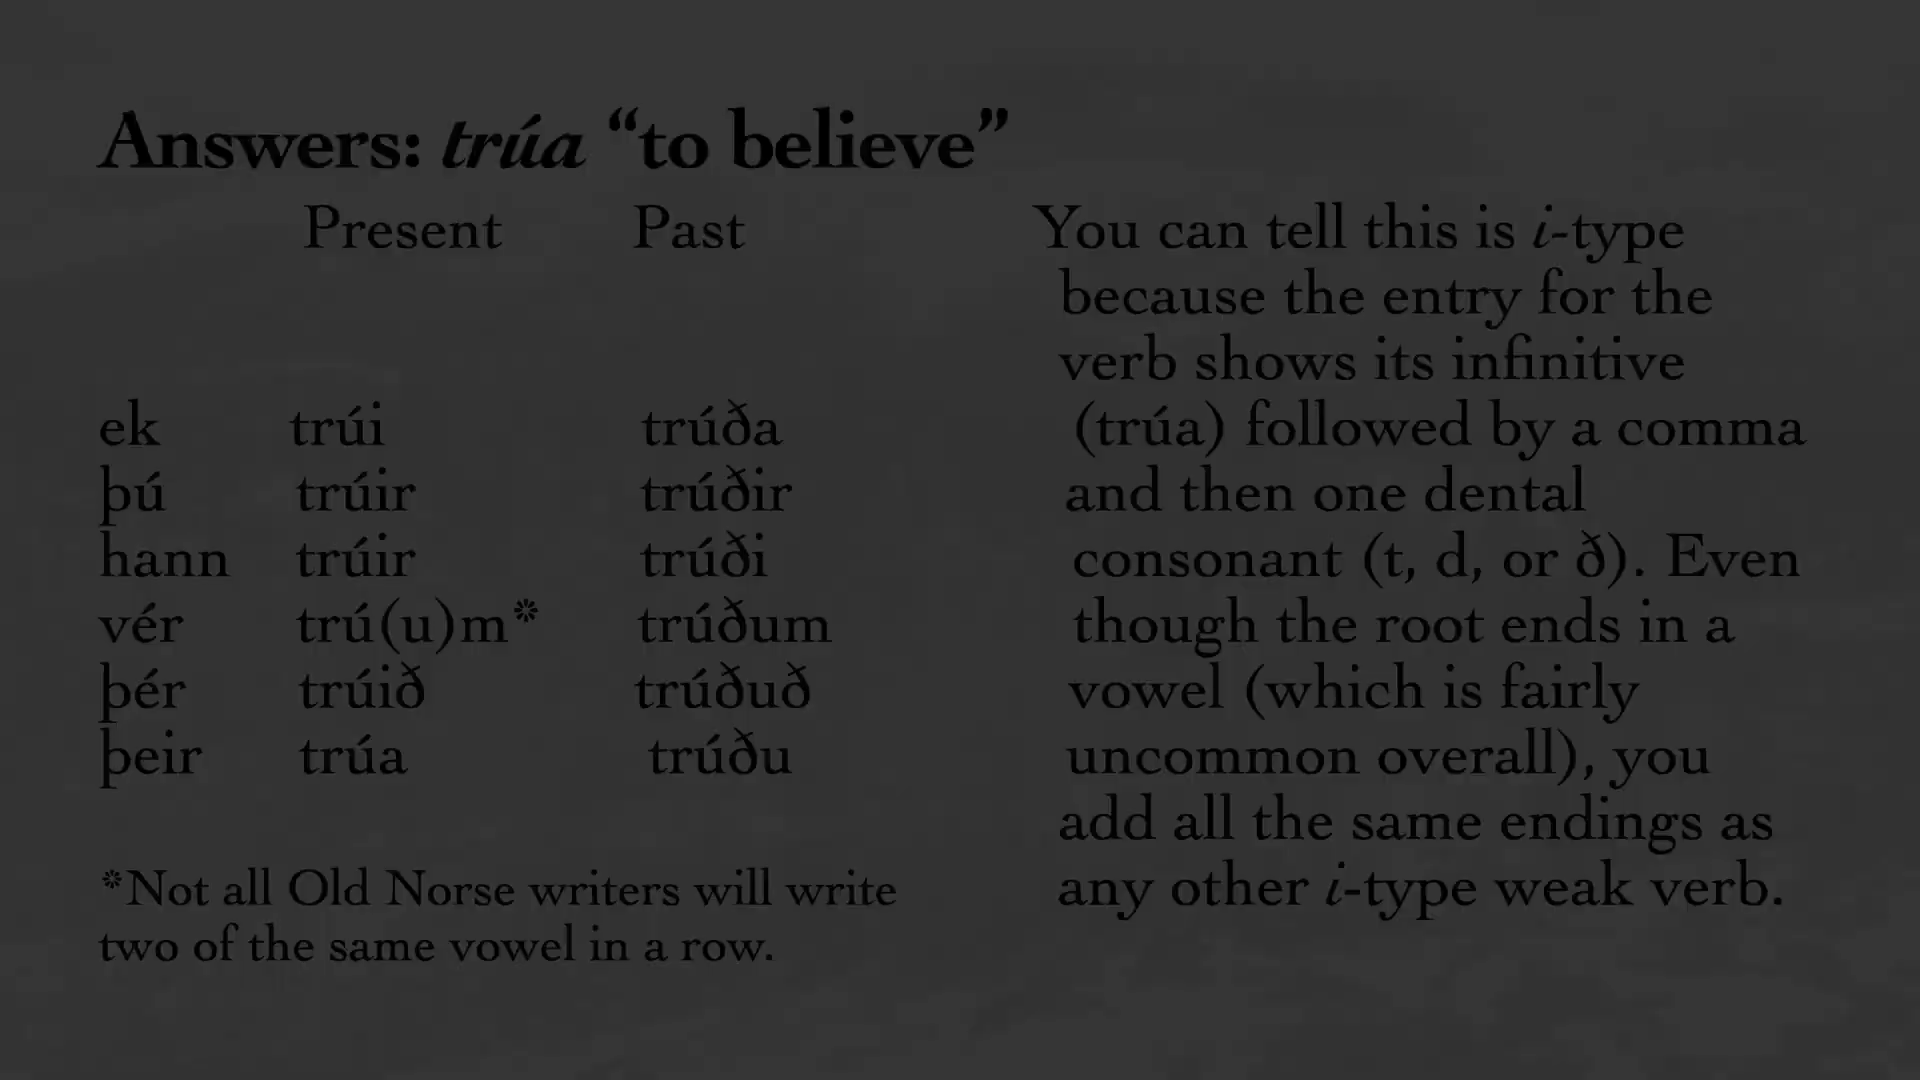 Answers: trúa “to believe”
Present Past
ek trúi trúða
þú trúir trúðir
hann trúir trúði
vér trú(u)m* trúðum
þér trúið trúðuð
þeir trúa trúðu
*Not all Old Norse writers will write
two of the same vowel in a row.
You can tell this is i-type
because the entry for the
verb shows its infinitive
(trúa) followed by a comma
and then one dental
consonant (t, d, or ð). Even
though the root ends in a
vowel (which is fairly
uncommon overall), you
add all the same endings as
any other i-type weak verb.